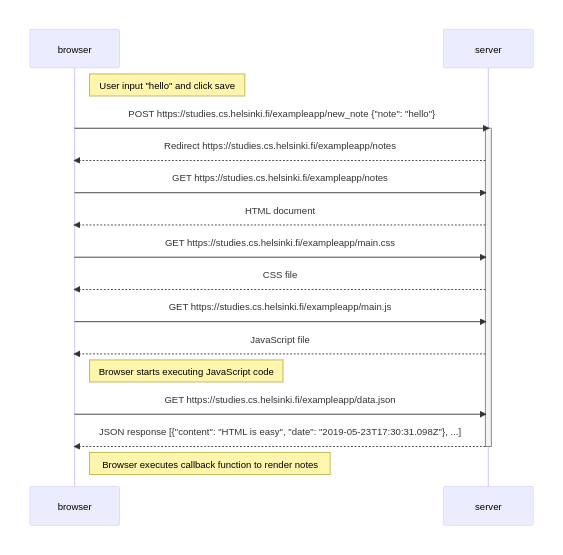 browser
server
User input "hello" and click save
POST https://studies.cs.helsinki.fi/exampleapp/new_note {"note": "hello"}
Redirect https://studies.cs.helsinki.fi/exampleapp/notes
GET https://studies.cs.helsinki.fi/exampleapp/notes
HTML document
GET https://studies.cs.helsinki.fi/exampleapp/main.css
CSS file
GET https://studies.cs.helsinki.fi/exampleapp/main.js
JavaScript file
Browser starts executing JavaScript code
GET https://studies.cs.helsinki.fi/exampleapp/data.json
JSON response [{"content": "HTML is easy", "date": "2019-05-23T17:30:31.098Z"}, ...]
Browser executes callback function to render notes
browser
server